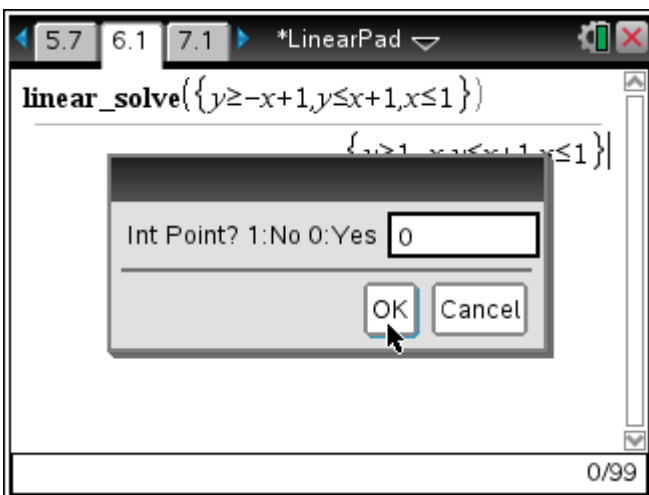 5.7 6.1 7.1 *LinearPad
linear_solve({y≥-x+1,y≤x+1,x≤1})
x≤1}
Int Point? 1:No 0:Yes 0
OK Cancel
0/99